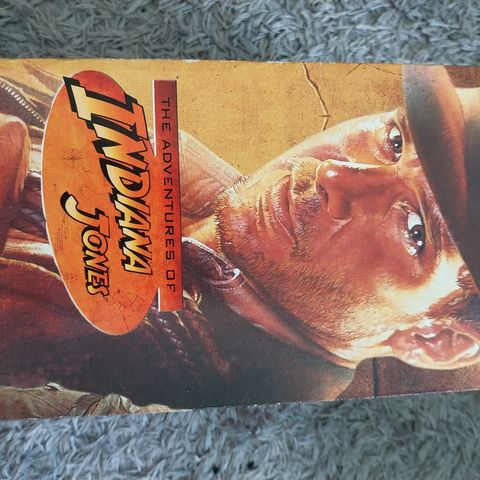 THE ADVENTURES OF
INDIANA
JONES